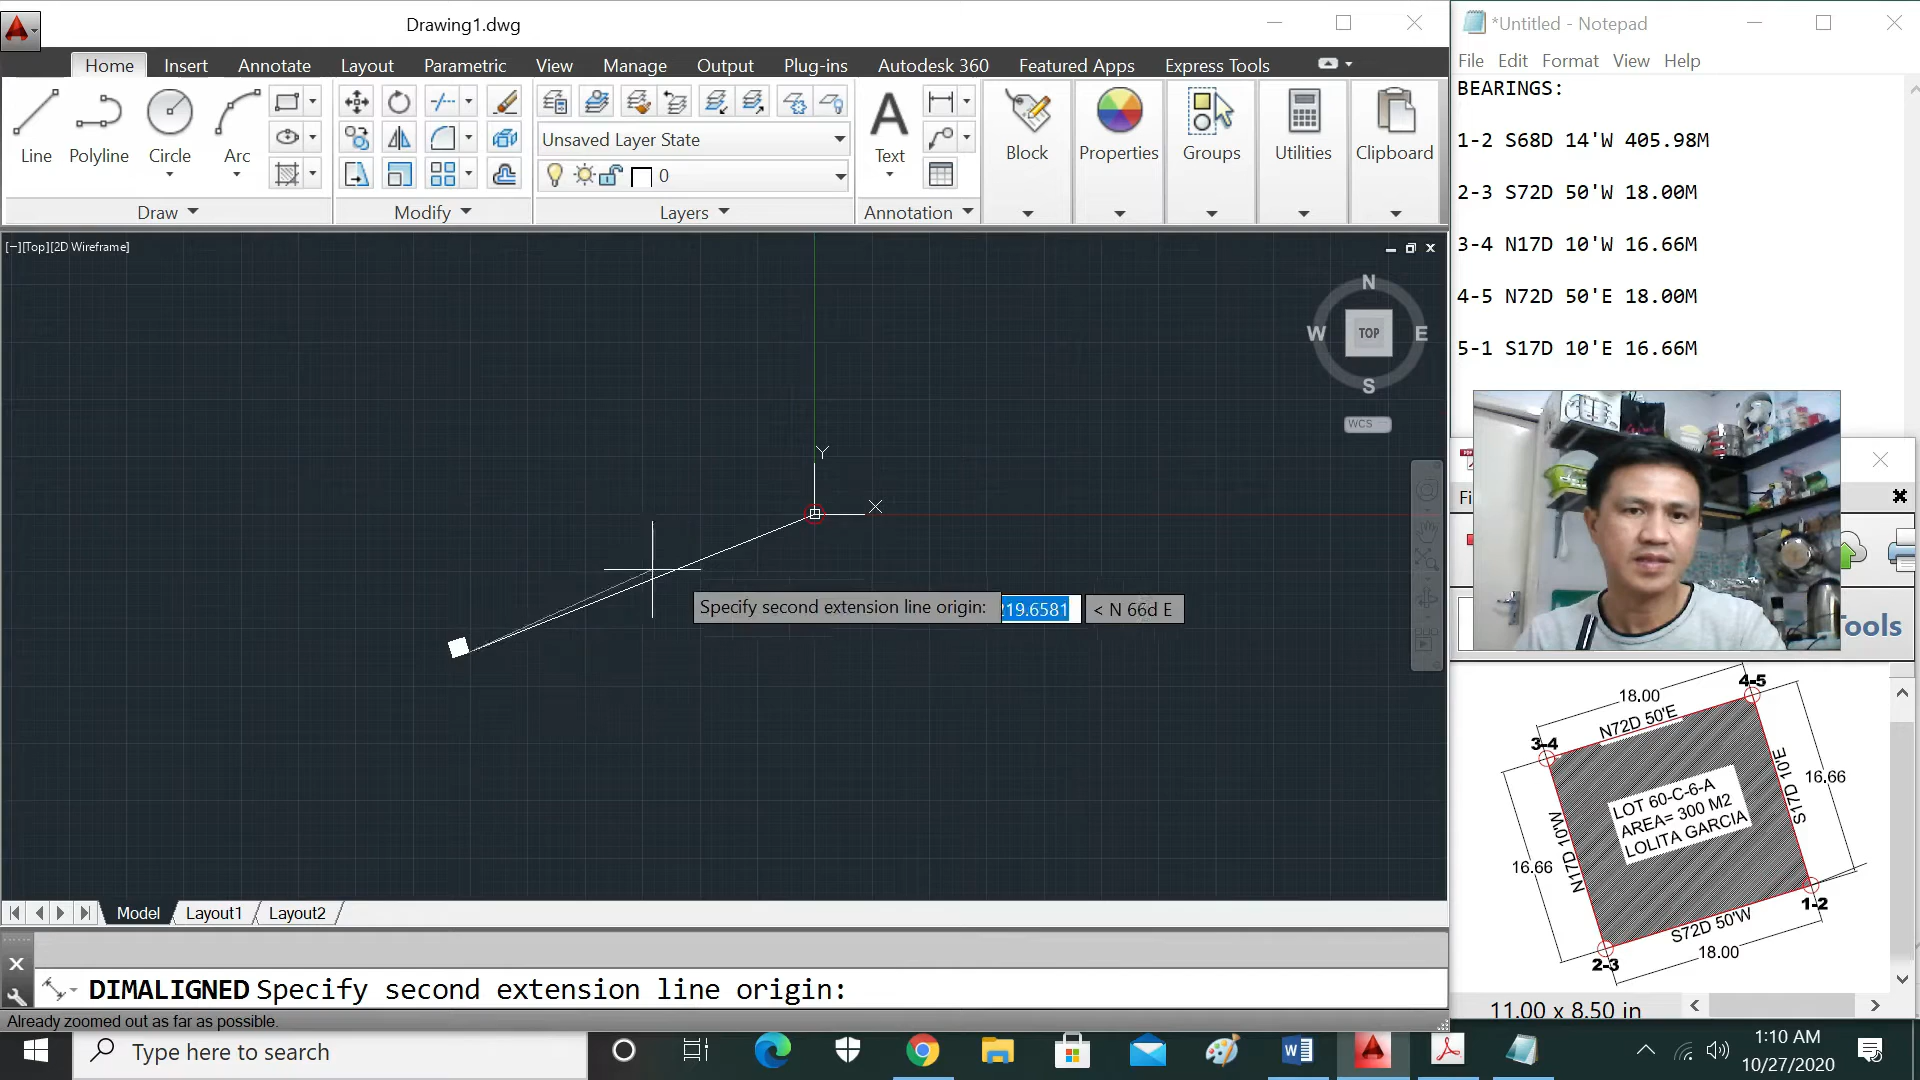 Drawing1.dwg
Home Insert Annotate Layout Parametric View Manage Output Plug-ins Autodesk 360 Featured Apps Express Tools
Line Polyline Circle Arc
Unsaved Layer State
0
Text
Block Properties Groups Utilities Clipboard
Draw Modify Layers Annotation
[−][Top][2D Wireframe]
N
W TOP E
S
WCS
Y
X
Specify second extension line origin: 219.6581 < N 66d E
Model Layout1 Layout2
DIMALIGNED Specify second extension line origin:
Already zoomed out as far as possible.
*Untitled - Notepad
File Edit Format View Help
BEARINGS:
1-2 S68D 14'W 405.98M
2-3 S72D 50'W 18.00M
3-4 N17D 10'W 16.66M
4-5 N72D 50'E 18.00M
5-1 S17D 10'E 16.66M
Fi
Tools
4-5
18.00
N72D 50'E
3-4
S17D 10'E
16.66
LOT 60-C-6-A
AREA= 300 M2
LOLITA GARCIA
N17D 10'W
16.66
1-2
S72D 50'W
18.00
2-3
11.00 x 8.50 in
Type here to search
1:10 AM
10/27/2020